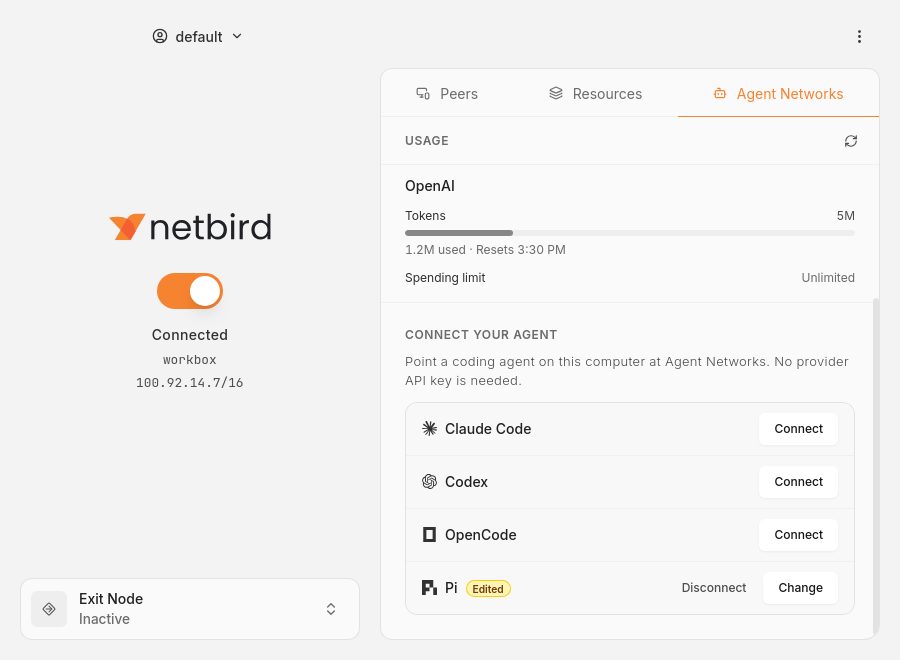 default
netbird
Connected
workbox
100.92.14.7/16
Exit Node
Inactive
Peers
Resources
Agent Networks
USAGE
OpenAI
Tokens
5M
1.2M used · Resets 3:30 PM
Spending limit
Unlimited
CONNECT YOUR AGENT
Point a coding agent on this computer at Agent Networks. No provider
API key is needed.
Claude Code
Connect
Codex
Connect
OpenCode
Connect
Pi
Edited
Disconnect
Change